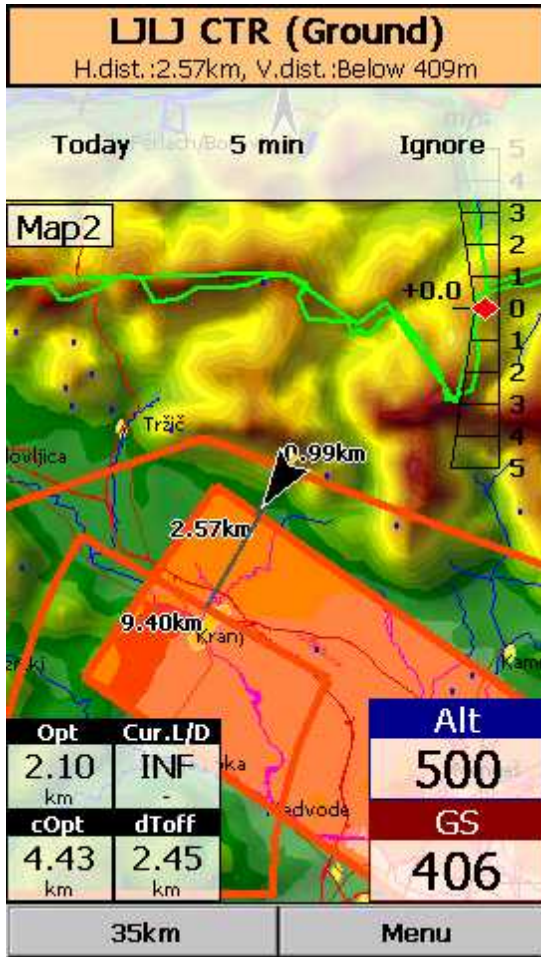 LJLJ CTR (Ground)
H.dist.:2.57km, V.dist.:Below 409m
Today 5 min Ignore
Map2
5
4
3
2
1
+0.0 0
1
2
3
4
5
Tržič
0.99km
2.57km
9.40km
Kranj
Opt Cur.L/D
2.10 INF
km -
cOpt dToff
4.43 2.45
km km
Alt
500
GS
406
35km Menu